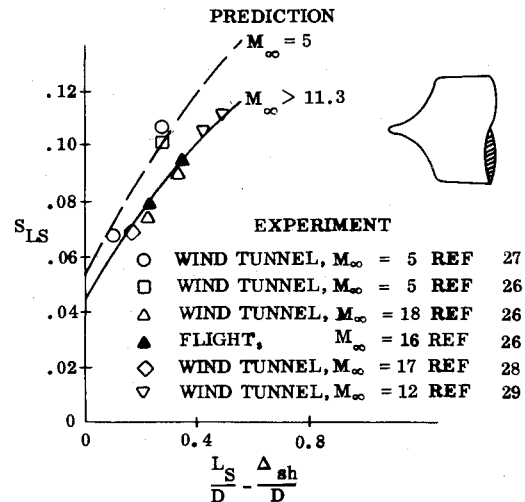 PREDICTION
M∞ = 5
M∞ > 11.3
.12
.10
.08
.06
.04
.02
0
S_LS
EXPERIMENT
○ WIND TUNNEL, M∞ = 5 REF 27
□ WIND TUNNEL, M∞ = 5 REF 26
△ WIND TUNNEL, M∞ = 18 REF 26
▲ FLIGHT, M∞ = 16 REF 26
◇ WIND TUNNEL, M∞ = 17 REF 28
▽ WIND TUNNEL, M∞ = 12 REF 29
0 0.4 0.8
L_S/D - Δ_sh/D